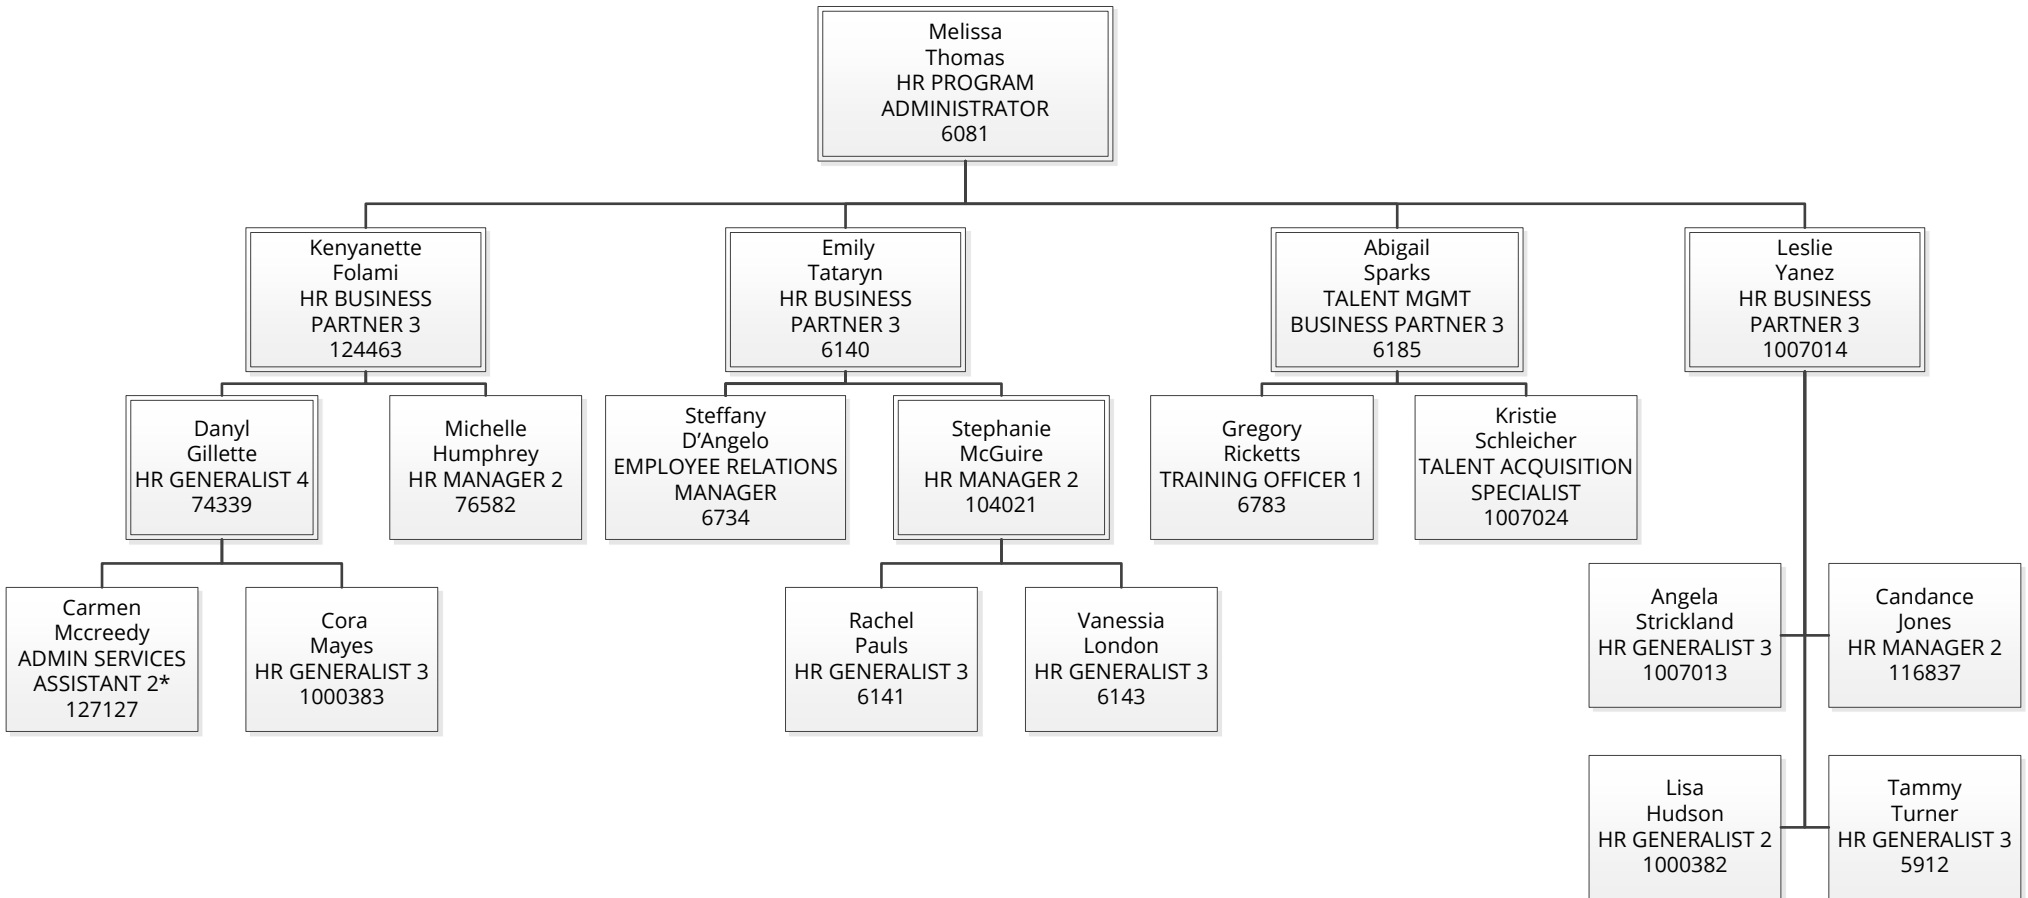 Melissa
Thomas
HR PROGRAM
ADMINISTRATOR
6081
Kenyanette
Folami
HR BUSINESS
PARTNER 3
124463
Emily
Tataryn
HR BUSINESS
PARTNER 3
6140
Abigail
Sparks
TALENT MGMT
BUSINESS PARTNER 3
6185
Leslie
Yanez
HR BUSINESS
PARTNER 3
1007014
Danyl
Gillette
HR GENERALIST 4
74339
Michelle
Humphrey
HR MANAGER 2
76582
Steffany
D’Angelo
EMPLOYEE RELATIONS
MANAGER
6734
Stephanie
McGuire
HR MANAGER 2
104021
Gregory
Ricketts
TRAINING OFFICER 1
6783
Kristie
Schleicher
TALENT ACQUISITION
SPECIALIST
1007024
Carmen
Mccreedy
ADMIN SERVICES
ASSISTANT 2*
127127
Cora
Mayes
HR GENERALIST 3
1000383
Rachel
Pauls
HR GENERALIST 3
6141
Vanessia
London
HR GENERALIST 3
6143
Angela
Strickland
HR GENERALIST 3
1007013
Candance
Jones
HR MANAGER 2
116837
Lisa
Hudson
HR GENERALIST 2
1000382
Tammy
Turner
HR GENERALIST 3
5912